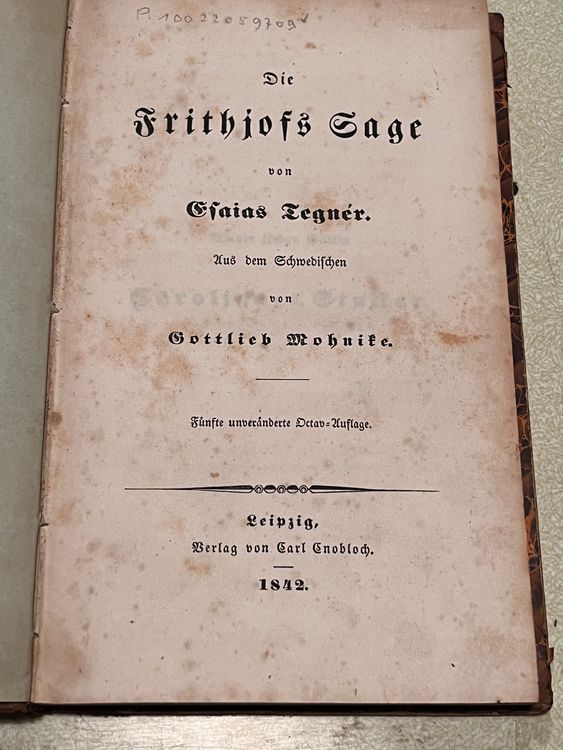 P. 10022059709
Die
Frithjofs Sage
von
Eſaias Tegnér.
Aus dem Schwediſchen
von
Gottlieb Mohnike.
Fünfte unveränderte Octav=Auflage.
Leipzig,
Verlag von Carl Cnobloch.
1842.